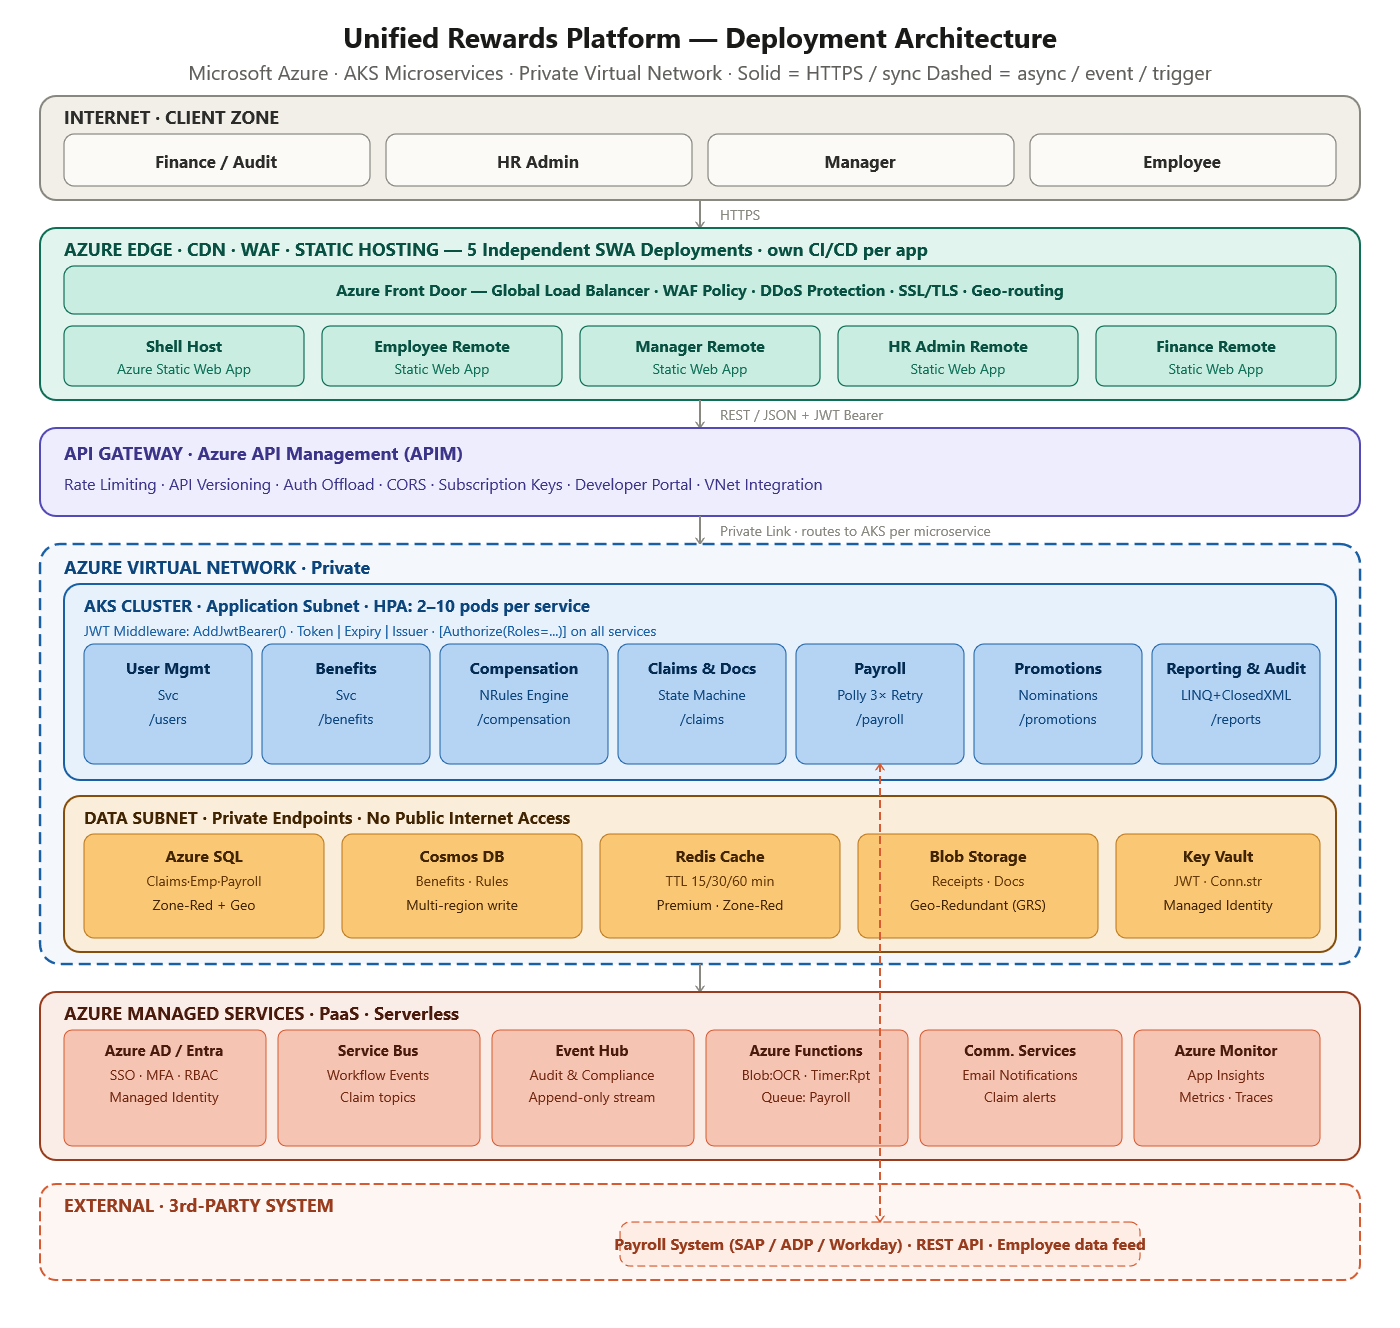 Unified Rewards Platform — Deployment Architecture
Microsoft Azure · AKS Microservices · Private Virtual Network · Solid = HTTPS / sync Dashed = async / event / trigger
INTERNET · CLIENT ZONE
Finance / Audit
HR Admin
Manager
Employee
HTTPS
AZURE EDGE · CDN · WAF · STATIC HOSTING — 5 Independent SWA Deployments · own CI/CD per app
Azure Front Door — Global Load Balancer · WAF Policy · DDoS Protection · SSL/TLS · Geo-routing
Shell Host
Azure Static Web App
Employee Remote
Static Web App
Manager Remote
Static Web App
HR Admin Remote
Static Web App
Finance Remote
Static Web App
REST / JSON + JWT Bearer
API GATEWAY · Azure API Management (APIM)
Rate Limiting · API Versioning · Auth Offload · CORS · Subscription Keys · Developer Portal · VNet Integration
Private Link · routes to AKS per microservice
AZURE VIRTUAL NETWORK · Private
AKS CLUSTER · Application Subnet · HPA: 2–10 pods per service
JWT Middleware: AddJwtBearer() · Token | Expiry | Issuer · [Authorize(Roles=...)] on all services
User Mgmt
Svc
/users
Benefits
Svc
/benefits
Compensation
NRules Engine
/compensation
Claims & Docs
State Machine
/claims
Payroll
Polly 3× Retry
/payroll
Promotions
Nominations
/promotions
Reporting & Audit
LINQ+ClosedXML
/reports
DATA SUBNET · Private Endpoints · No Public Internet Access
Azure SQL
Claims·Emp·Payroll
Zone-Red + Geo
Cosmos DB
Benefits · Rules
Multi-region write
Redis Cache
TTL 15/30/60 min
Premium · Zone-Red
Blob Storage
Receipts · Docs
Geo-Redundant (GRS)
Key Vault
JWT · Conn.str
Managed Identity
AZURE MANAGED SERVICES · PaaS · Serverless
Azure AD / Entra
SSO · MFA · RBAC
Managed Identity
Service Bus
Workflow Events
Claim topics
Event Hub
Audit & Compliance
Append-only stream
Azure Functions
Blob:OCR · Timer:Rpt
Queue: Payroll
Comm. Services
Email Notifications
Claim alerts
Azure Monitor
App Insights
Metrics · Traces
EXTERNAL · 3rd-PARTY SYSTEM
Payroll System (SAP / ADP / Workday) · REST API · Employee data feed